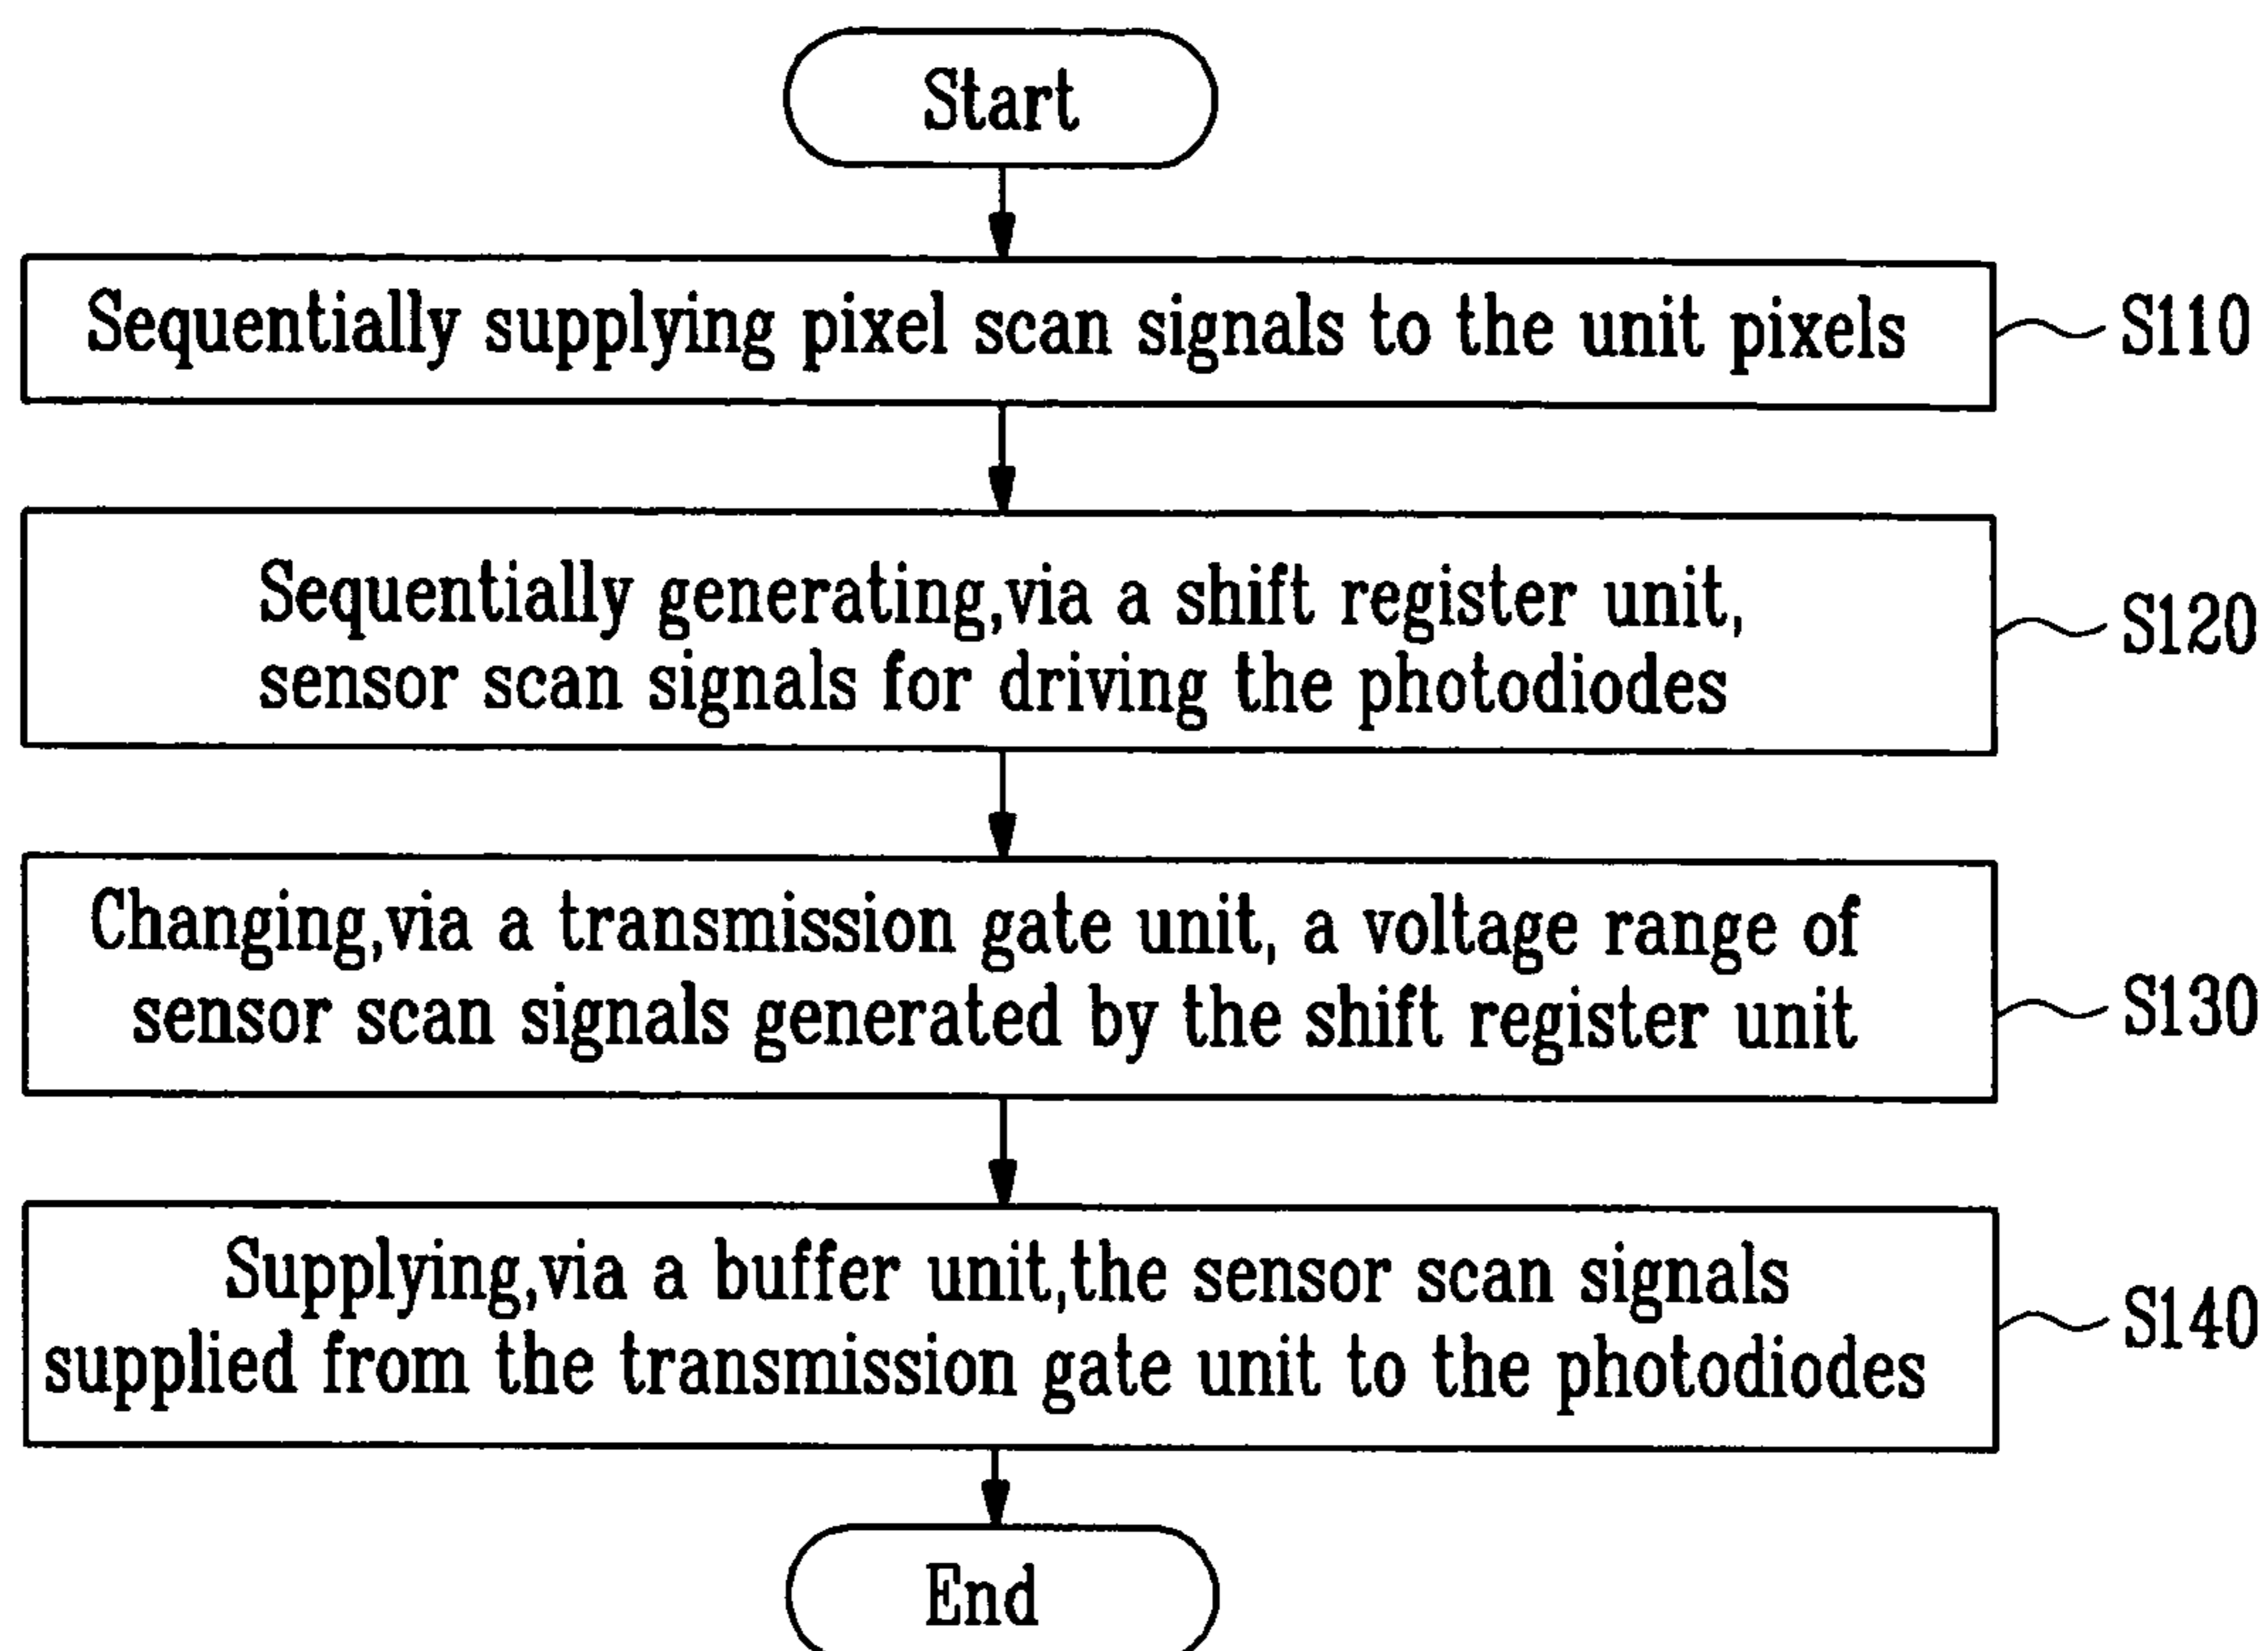 Start
Sequentially supplying pixel scan signals to the unit pixels
S110
Sequentially generating,via a shift register unit,
sensor scan signals for driving the photodiodes
S120
Changing,via a transmission gate unit, a voltage range of
sensor scan signals generated by the shift register unit
S130
Supplying,via a buffer unit,the sensor scan signals
supplied from the transmission gate unit to the photodiodes
S140
End